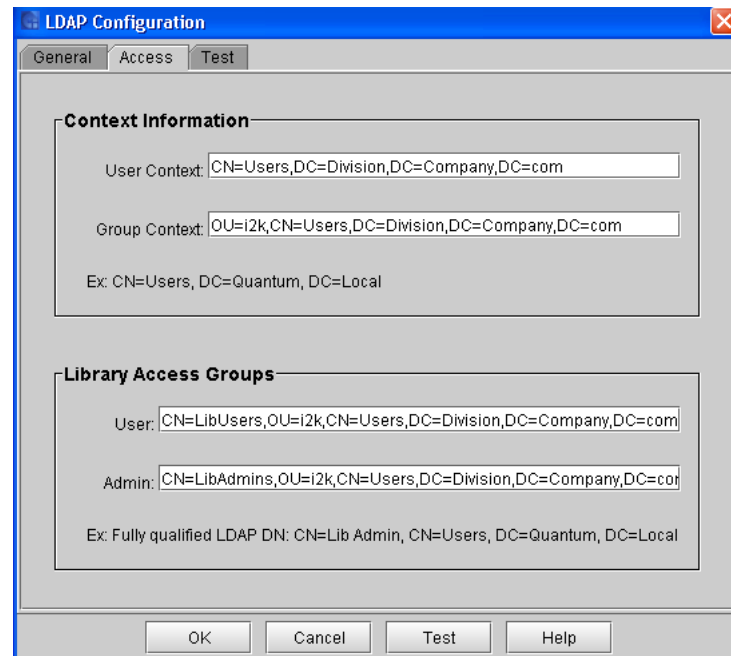 LDAP Configuration
General Access Test
Context Information
User Context: CN=Users,DC=Division,DC=Company,DC=com
Group Context: OU=i2k,CN=Users,DC=Division,DC=Company,DC=com
Ex: CN=Users, DC=Quantum, DC=Local
Library Access Groups
User: CN=LibUsers,OU=i2k,CN=Users,DC=Division,DC=Company,DC=com
Admin: CN=LibAdmins,OU=i2k,CN=Users,DC=Division,DC=Company,DC=cor
Ex: Fully qualified LDAP DN: CN=Lib Admin, CN=Users, DC=Quantum, DC=Local
OK Cancel Test Help